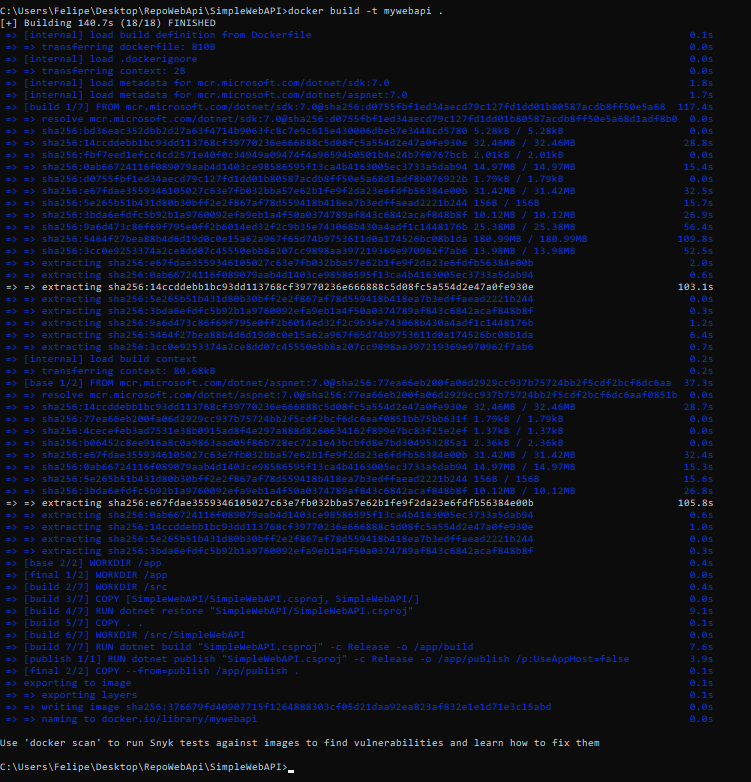 C:\Users\Felipe\Desktop\RepoWebApi\SimpleWebAPI>docker build -t mywebapi .
[+] Building 140.7s (18/18) FINISHED
=> [internal] load build definition from Dockerfile 0.1s
=> => transferring dockerfile: 810B 0.0s
=> [internal] load .dockerignore 0.0s
=> => transferring context: 2B 0.0s
=> [internal] load metadata for mcr.microsoft.com/dotnet/sdk:7.0 1.8s
=> [internal] load metadata for mcr.microsoft.com/dotnet/aspnet:7.0 1.7s
=> [build 1/7] FROM mcr.microsoft.com/dotnet/sdk:7.0@sha256:d0755fbf1ed34aecd79c127fd1dd01b80587acdb8ff50e5a68 117.4s
=> => resolve mcr.microsoft.com/dotnet/sdk:7.0@sha256:d0755fbf1ed34aecd79c127fd1dd01b80587acdb8ff50e5a68d1adf8b0 0.0s
=> => sha256:bd36eac352dbb2d27a63f4714b9063fc8c7e9c615e430006dbeb7e3448cd5780 5.28kB / 5.28kB 0.0s
=> => sha256:14ccddebb1bc93dd113768cf39770236e666888c5d08fc5a554d2e47a0fe930e 32.46MB / 32.46MB 28.8s
=> => sha256:fbf7eed1efcc4cd2571e40f0c34949a09474f4a96594b0501b4e24b7f0767bcb 2.01kB / 2.01kB 0.0s
=> => sha256:0ab66724116f089079aab4d1403ce98586595f13ca4b4163005ec3733a5dab94 14.97MB / 14.97MB 15.4s
=> => sha256:d0755fbf1ed34aecd79c127fd1dd01b80587acdb8ff50e5a68d1adf8b076922b 1.79kB / 1.79kB 0.0s
=> => sha256:e67fdae3559346105027c63e7fb032bba57e62b1fe9f2da23e6fdfb56384e00b 31.42MB / 31.42MB 32.5s
=> => sha256:5e265b51b431d80b30bff2e2f867af78d559418b418ea7b3edffaead2221b244 156B / 156B 15.7s
=> => sha256:3bda6efdfc5b92b1a9760092efa9eb1a4f50a0374789af843c6842acaf848b8f 10.12MB / 10.12MB 26.9s
=> => sha256:9a6d473c86f69f795e0ff2b6014ed32f2c9b35e743068b430a4adf1c1448176b 25.38MB / 25.38MB 56.4s
=> => sha256:5464f27bea88b4d6d19d0c0e15a62a967f65d74b9753611d0a174526bc08b1da 180.99MB / 180.99MB 109.8s
=> => sha256:3cc0e9253374a2ce8dd07c45550ebb8a207cc9898aa397219369e970962f7ab6 13.98MB / 13.98MB 52.5s
=> => extracting sha256:e67fdae3559346105027c63e7fb032bba57e62b1fe9f2da23e6fdfb56384e00b 2.0s
=> => extracting sha256:0ab66724116f089079aab4d1403ce98586595f13ca4b4163005ec3733a5dab94 0.6s
=> => extracting sha256:14ccddebb1bc93dd113768cf39770236e666888c5d08fc5a554d2e47a0fe930e 103.1s
=> => extracting sha256:5e265b51b431d80b30bff2e2f867af78d559418b418ea7b3edffaead2221b244 0.0s
=> => extracting sha256:3bda6efdfc5b92b1a9760092efa9eb1a4f50a0374789af843c6842acaf848b8f 0.3s
=> => extracting sha256:9a6d473c86f69f795e0ff2b6014ed32f2c9b35e743068b430a4adf1c1448176b 1.2s
=> => extracting sha256:5464f27bea88b4d6d19d0c0e15a62a967f65d74b9753611d0a174526bc08b1da 6.4s
=> => extracting sha256:3cc0e9253374a2ce8dd07c45550ebb8a207cc9898aa397219369e970962f7ab6 0.7s
=> [internal] load build context 0.2s
=> => transferring context: 80.68kB 0.2s
=> [base 1/2] FROM mcr.microsoft.com/dotnet/aspnet:7.0@sha256:77ea66eb200fa06d2929cc937b75724bb2f5cdf2bcf6dc6aa 37.3s
=> => resolve mcr.microsoft.com/dotnet/aspnet:7.0@sha256:77ea66eb200fa06d2929cc937b75724bb2f5cdf2bcf6dc6aaf0851b 0.0s
=> => sha256:14ccddebb1bc93dd113768cf39770236e666888c5d08fc5a554d2e47a0fe930e 32.46MB / 32.46MB 28.7s
=> => sha256:77ea66eb200fa06d2929cc937b75724bb2f5cdf2bcf6dc6aaf0851bb75bb631f 1.79kB / 1.79kB 0.0s
=> => sha256:4cecefeb3ad7531e18b0915ad8f4e297a888d8260634162f899e7bc83f25e2ef 1.37kB / 1.37kB 0.0s
=> => sha256:b06452c8ee916a8c0a9863aad05f86b728ec72a1e43bcbfd8e7bd304953285a1 2.36kB / 2.36kB 0.0s
=> => sha256:e67fdae3559346105027c63e7fb032bba57e62b1fe9f2da23e6fdfb56384e00b 31.42MB / 31.42MB 32.4s
=> => sha256:0ab66724116f089079aab4d1403ce98586595f13ca4b4163005ec3733a5dab94 14.97MB / 14.97MB 15.3s
=> => sha256:5e265b51b431d80b30bff2e2f867af78d559418b418ea7b3edffaead2221b244 156B / 156B 15.6s
=> => sha256:3bda6efdfc5b92b1a9760092efa9eb1a4f50a0374789af843c6842acaf848b8f 10.12MB / 10.12MB 26.8s
=> => extracting sha256:e67fdae3559346105027c63e7fb032bba57e62b1fe9f2da23e6fdfb56384e00b 105.8s
=> => extracting sha256:0ab66724116f089079aab4d1403ce98586595f13ca4b4163005ec3733a5dab94 0.6s
=> => extracting sha256:14ccddebb1bc93dd113768cf39770236e666888c5d08fc5a554d2e47a0fe930e 1.0s
=> => extracting sha256:5e265b51b431d80b30bff2e2f867af78d559418b418ea7b3edffaead2221b244 0.0s
=> => extracting sha256:3bda6efdfc5b92b1a9760092efa9eb1a4f50a0374789af843c6842acaf848b8f 0.3s
=> [base 2/2] WORKDIR /app 0.4s
=> [final 1/2] WORKDIR /app 0.0s
=> [build 2/7] WORKDIR /src 0.4s
=> [build 3/7] COPY [SimpleWebAPI/SimpleWebAPI.csproj, SimpleWebAPI/] 0.0s
=> [build 4/7] RUN dotnet restore "SimpleWebAPI/SimpleWebAPI.csproj" 9.1s
=> [build 5/7] COPY . . 0.1s
=> [build 6/7] WORKDIR /src/SimpleWebAPI 0.0s
=> [build 7/7] RUN dotnet build "SimpleWebAPI.csproj" -c Release -o /app/build 7.6s
=> [publish 1/1] RUN dotnet publish "SimpleWebAPI.csproj" -c Release -o /app/publish /p:UseAppHost=false 3.9s
=> [final 2/2] COPY --from=publish /app/publish . 0.1s
=> exporting to image 0.1s
=> => exporting layers 0.1s
=> => writing image sha256:376679fd40907715f1264888303cf05d21daa92ea823af832e1e1d71e3c15abd 0.0s
=> => naming to docker.io/library/mywebapi 0.0s
Use 'docker scan' to run Snyk tests against images to find vulnerabilities and learn how to fix them
C:\Users\Felipe\Desktop\RepoWebApi\SimpleWebAPI>